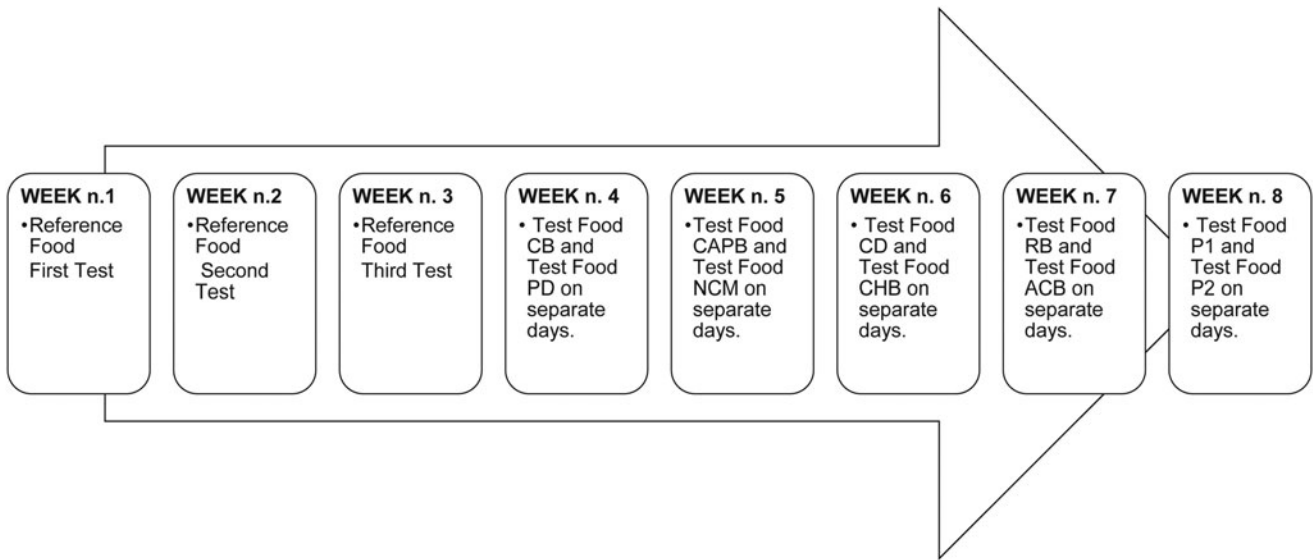 WEEK n.1
•Reference
Food
First Test
WEEK n.2
•Reference
Food
Second
Test
WEEK n. 3
•Reference
Food
Third Test
WEEK n. 4
• Test Food
CB and
Test Food
PD on
separate
days.
WEEK n. 5
•Test Food
CAPB and
Test Food
NCM on
separate
days.
WEEK n. 6
• Test Food
CD and
Test Food
CHB on
separate
days.
WEEK n. 7
•Test Food
RB and
Test Food
ACB on
separate
days.
WEEK n. 8
• Test Food
P1 and
Test Food
P2 on
separate
days.